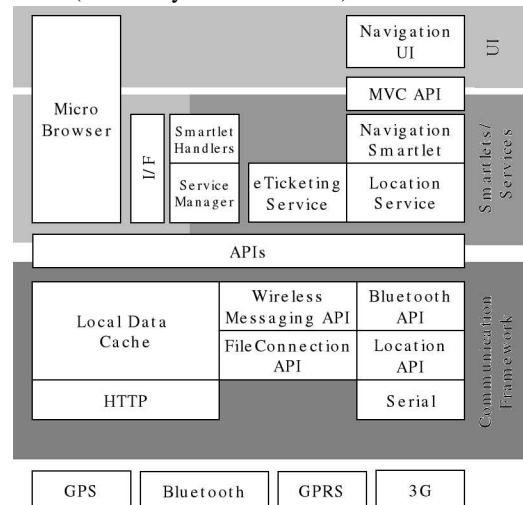 Navigation
UI
UI
MVC API
Micro
Browser
I/F
Smartlet
Handlers
Service
Manager
eTicketing
Service
Navigation
Smartlet
Location
Service
Smartlets/
Services
APIs
Local Data
Cache
HTTP
Wireless
Messaging API
FileConnection
API
Bluetooth
API
Location
API
Serial
Communication
Framework
GPS
Bluetooth
GPRS
3G